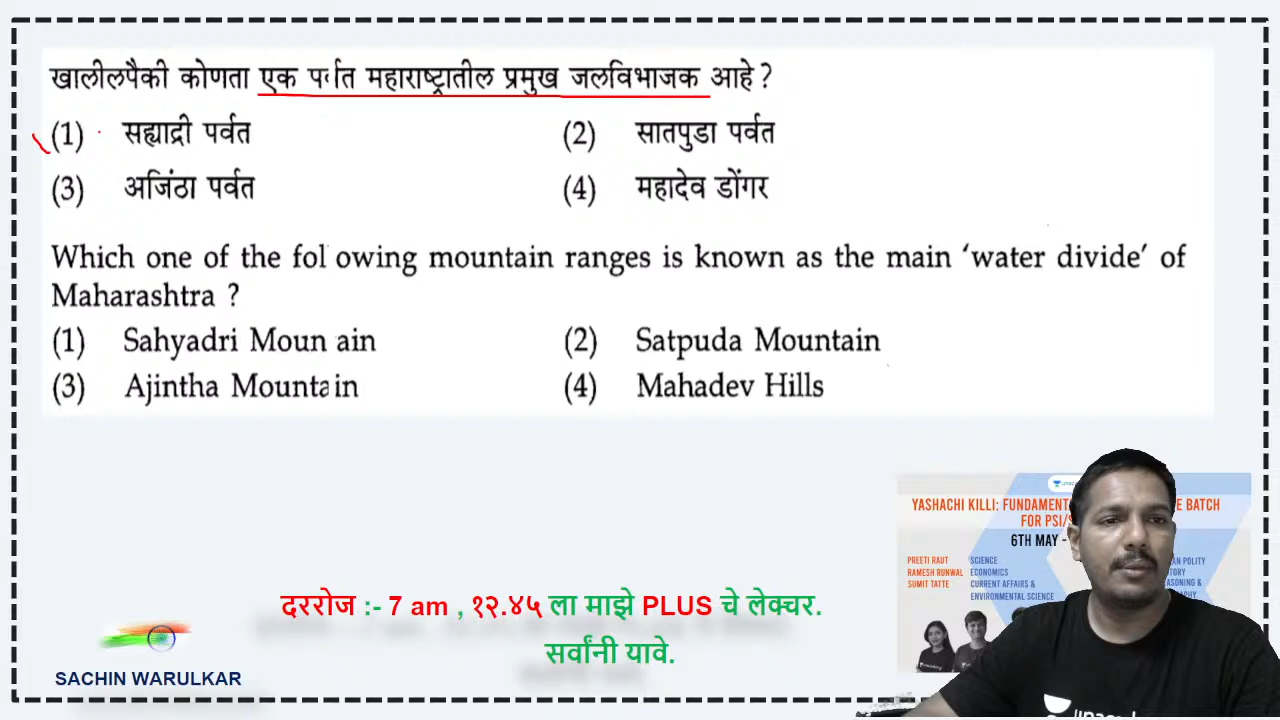 खालीलपैकी कोणता एक पर्वत महाराष्ट्रातील प्रमुख जलविभाजक आहे ?
(1) सह्याद्री पर्वत (2) सातपुडा पर्वत
(3) अजिंठा पर्वत (4) महादेव डोंगर
Which one of the fol owing mountain ranges is known as the main ‘water divide’ of
Maharashtra ?
(1) Sahyadri Moun ain (2) Satpuda Mountain
(3) Ajintha Mountain (4) Mahadev Hills
YASHACHI KILLI: BATCH
FOR
6TH MAY -
PREETI RAUT SCIENCE
RAMESH RUNWAL ECONOMICS
SUMIT TATTE CURRENT AFFAIRS &
ENVIRONMENTAL SCIENCE
POLITY
दररोज :- 7 am , १२.४५ ला माझे PLUS चे लेक्चर.
सर्वांनी यावे.
SACHIN WARULKAR